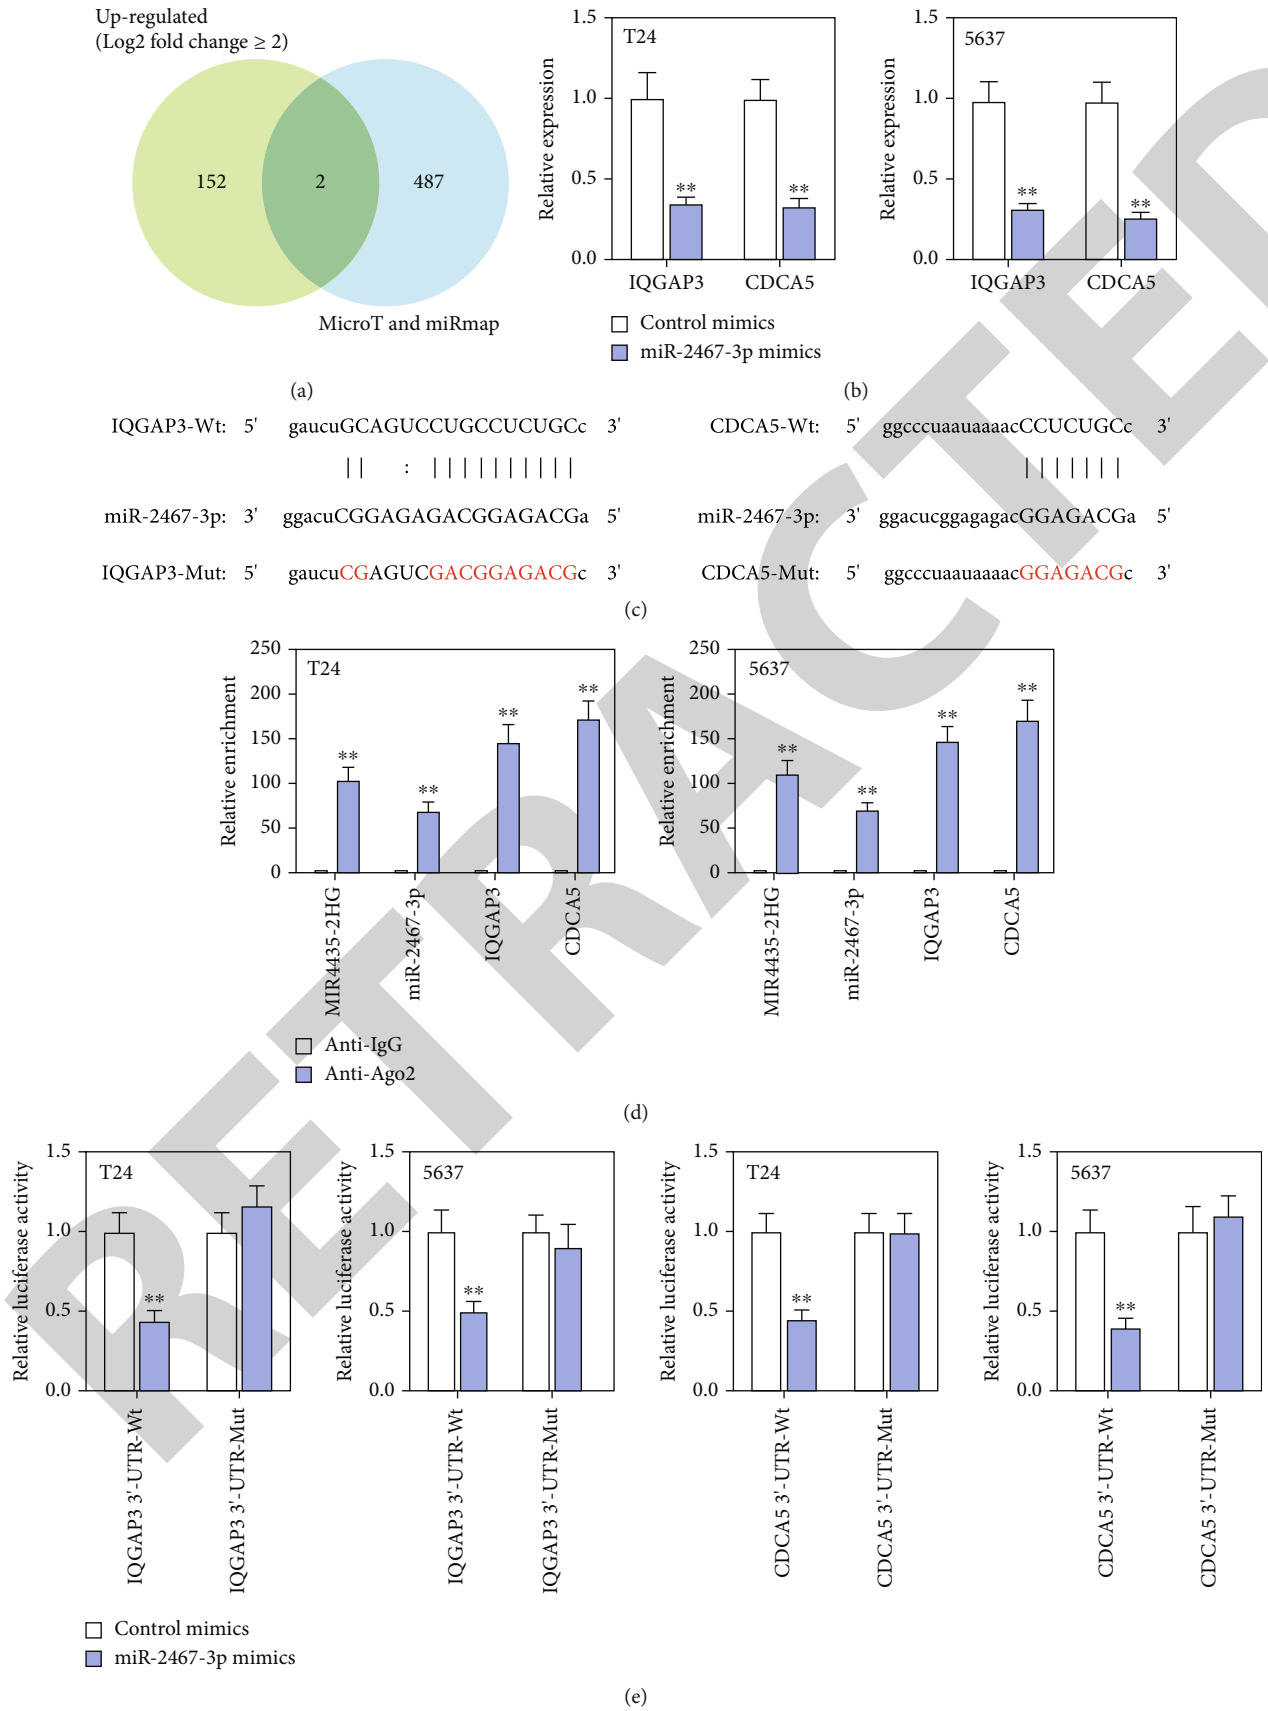 Up-regulated
(Log2 fold change ≥ 2)
152
2
487
MicroT and miRmap
(a)
Relative expression
1.5
1.0
0.5
0.0
T24
**
**
IQGAP3
CDCA5
Relative expression
1.5
1.0
0.5
0.0
5637
**
**
IQGAP3
CDCA5
Control mimics
miR-2467-3p mimics
(b)
IQGAP3-Wt: 5' gaucuGCAGUCCUGCCUCUGCc 3'
| | : | | | | | | | | | |
miR-2467-3p: 3' ggacuCGGAGAGACGGAGACGa 5'
IQGAP3-Mut: 5' gaucuCGAGUCGACGGAGACGc 3'
CDCA5-Wt: 5' ggcccuaauaaaacCCUCUGCc 3'
| | | | | | |
miR-2467-3p: 3' ggacucggagagacGGAGACGa 5'
CDCA5-Mut: 5' ggcccuaauaaaacGGAGACGc 3'
(c)
Relative enrichment
250
200
150
100
50
0
T24
**
**
**
**
MIR4435-2HG
miR-2467-3p
IQGAP3
CDCA5
Relative enrichment
250
200
150
100
50
0
5637
**
**
**
**
MIR4435-2HG
miR-2467-3p
IQGAP3
CDCA5
Anti-IgG
Anti-Ago2
(d)
Relative luciferase activity
1.5
1.0
0.5
0.0
T24
**
IQGAP3 3'-UTR-Wt
IQGAP3 3'-UTR-Mut
Relative luciferase activity
1.5
1.0
0.5
0.0
5637
**
IQGAP3 3'-UTR-Wt
IQGAP3 3'-UTR-Mut
Relative luciferase activity
1.5
1.0
0.5
0.0
T24
**
CDCA5 3'-UTR-Wt
CDCA5 3'-UTR-Mut
Relative luciferase activity
1.5
1.0
0.5
0.0
5637
**
CDCA5 3'-UTR-Wt
CDCA5 3'-UTR-Mut
Control mimics
miR-2467-3p mimics
(e)
RETRACTED